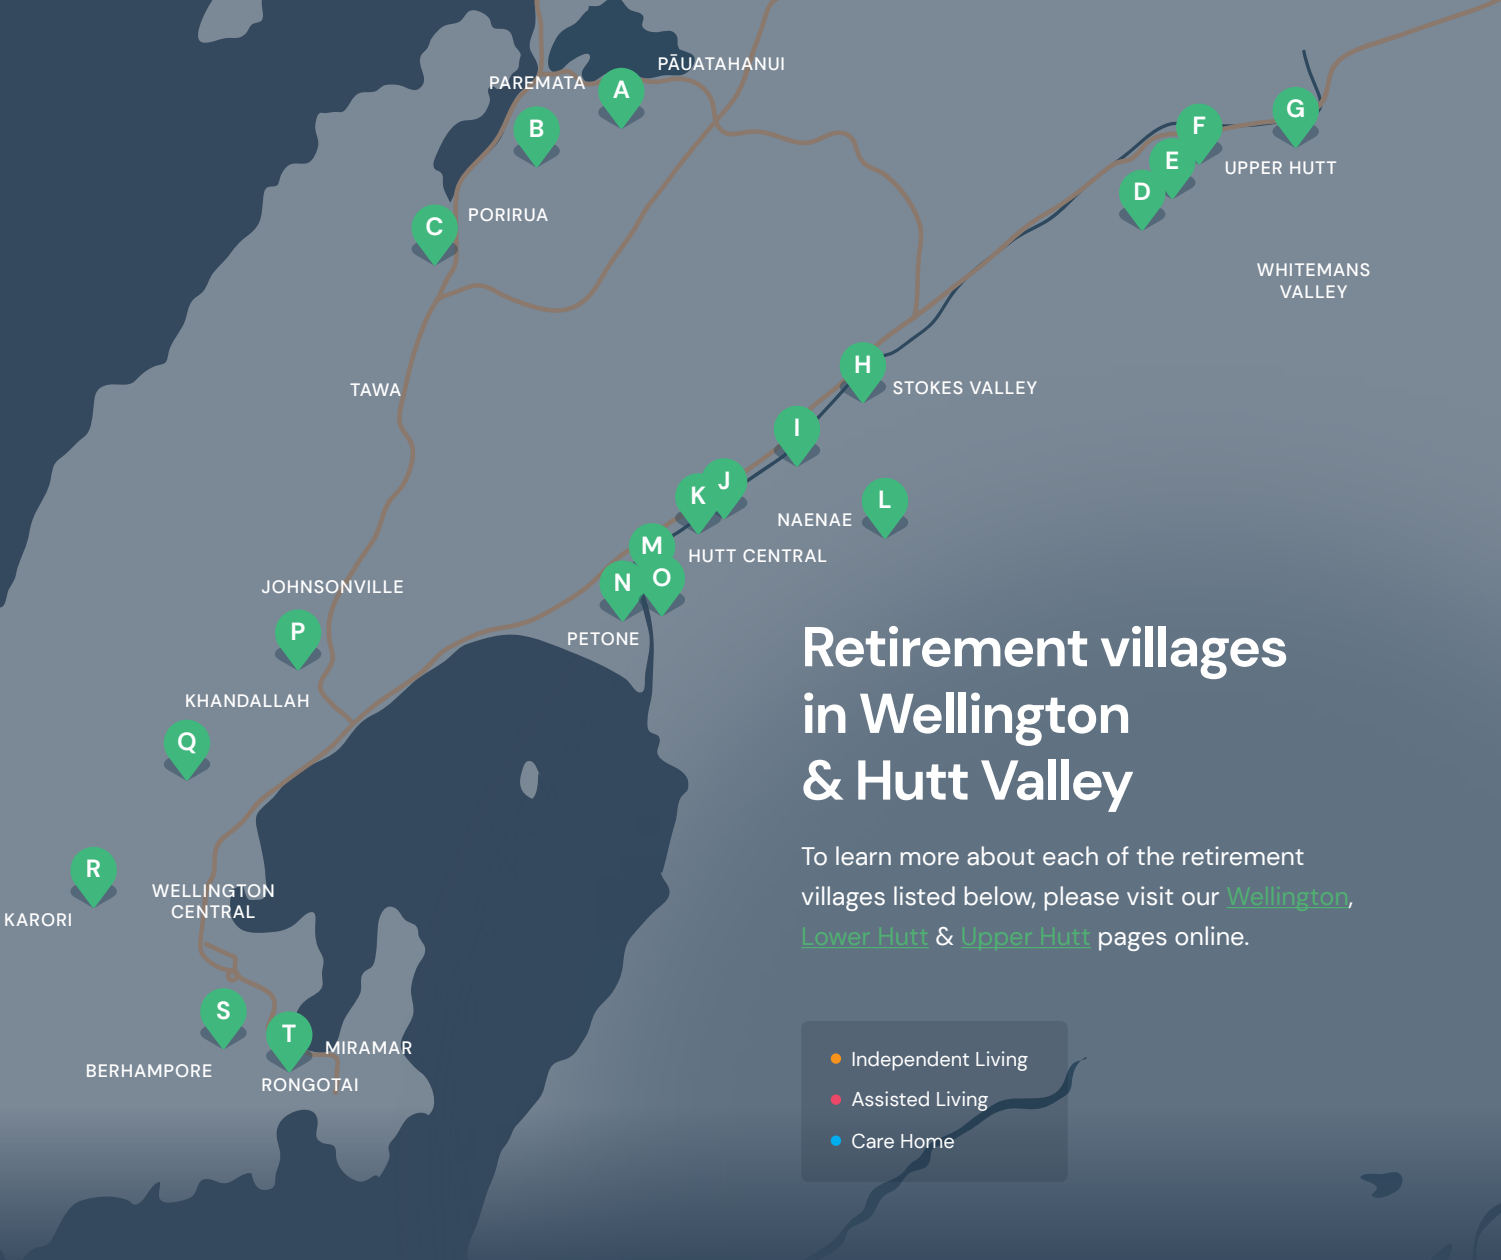 PĀUATAHANUI
PAREMATA
A
B
G
F
E
UPPER HUTT
D
PORIRUA
C
WHITEMANS
VALLEY
H
STOKES VALLEY
TAWA
I
J
K
L
NAENAE
M
HUTT CENTRAL
N
O
JOHNSONVILLE
P
PETONE
KHANDALLAH
Q
Retirement villages
in Wellington
& Hutt Valley
To learn more about each of the retirement
villages listed below, please visit our Wellington,
Lower Hutt & Upper Hutt pages online.
R
WELLINGTON
CENTRAL
KARORI
S
T
MIRAMAR
BERHAMPORE
RONGOTAI
Independent Living
Assisted Living
Care Home